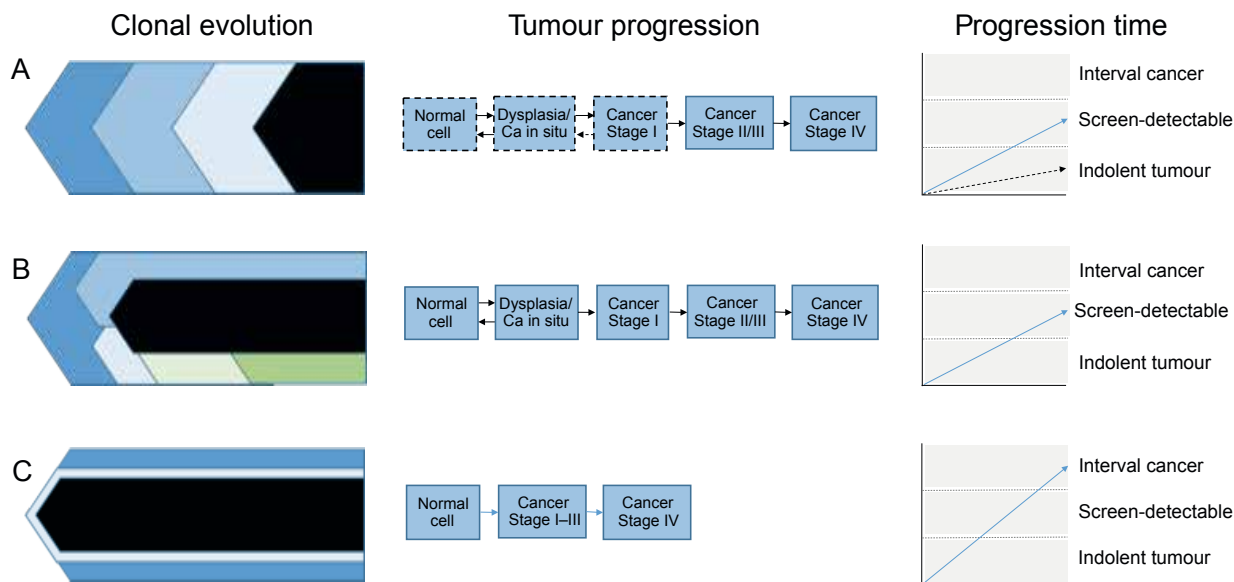 Clonal evolution
Tumour progression
Progression time
A
Normal
cell
Dysplasia/
Ca in situ
Cancer
Stage I
Cancer
Stage II/III
Cancer
Stage IV
Interval cancer
Screen-detectable
Indolent tumour
B
Normal
cell
Dysplasia/
Ca in situ
Cancer
Stage I
Cancer
Stage II/III
Cancer
Stage IV
Interval cancer
Screen-detectable
Indolent tumour
C
Normal
cell
Cancer
Stage I–III
Cancer
Stage IV
Interval cancer
Screen-detectable
Indolent tumour